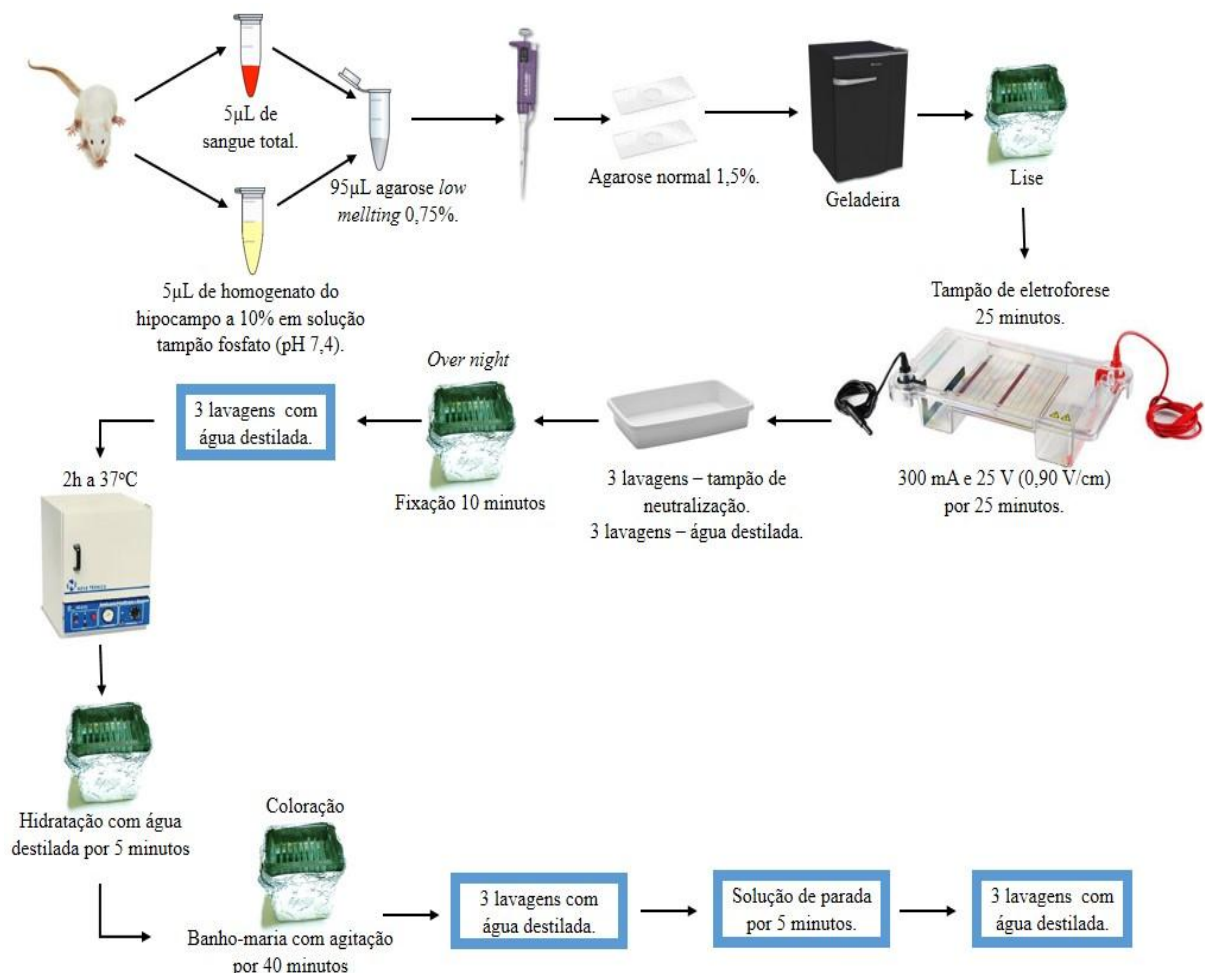 5µL de
sangue total.
95µL agarose low
mellting 0,75%.
5µL de homogenato do
hipocampo a 10% em solução
tampão fosfato (pH 7,4).
Agarose normal 1,5%.
Geladeira
Lise
Tampão de eletroforese
25 minutos.
300 mA e 25 V (0,90 V/cm)
por 25 minutos.
3 lavagens – tampão de
neutralização.
3 lavagens – água destilada.
Over night
Fixação 10 minutos
3 lavagens com
água destilada.
2h a 37ºC
Hidratação com água
destilada por 5 minutos
Coloração
Banho-maria com agitação
por 40 minutos
3 lavagens com
água destilada.
Solução de parada
por 5 minutos.
3 lavagens com
água destilada.